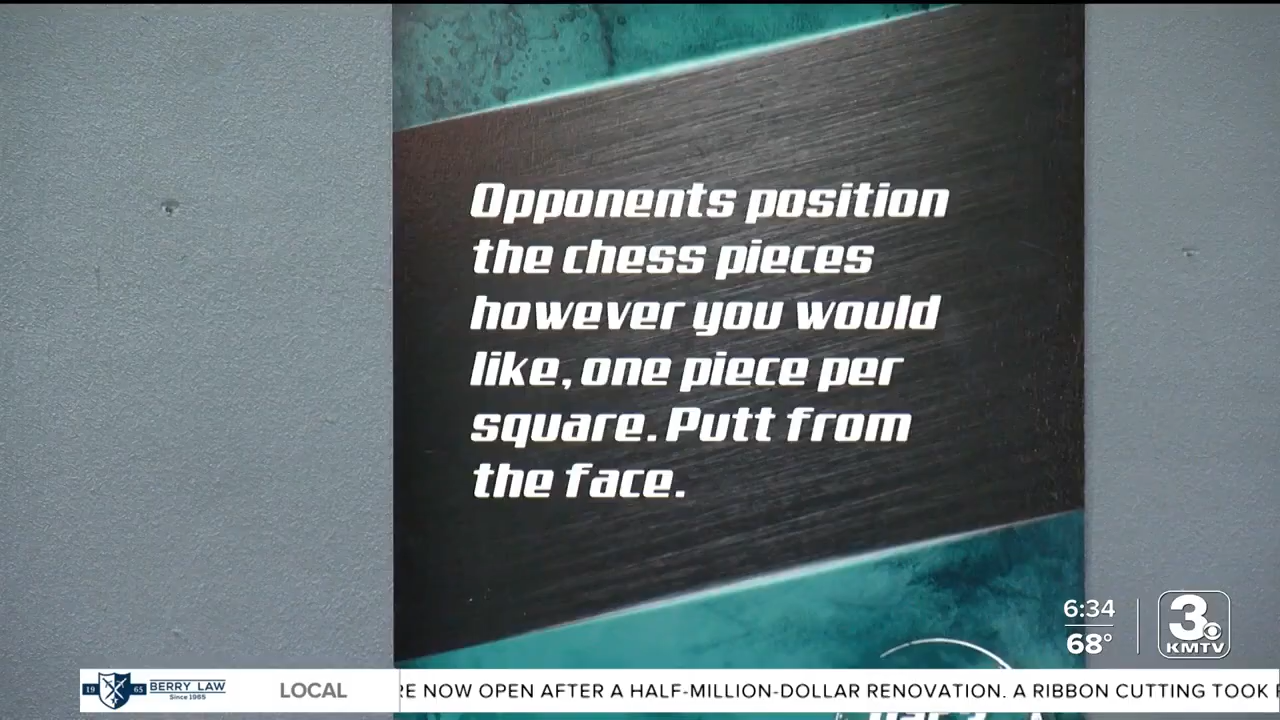 Opponents position
the chess pieces
however you would
like, one piece per
square. Putt from
the face.
6:34
68°
3
KMTV
19 65
BERRY LAW
Since 1965
LOCAL
E NOW OPEN AFTER A HALF-MILLION-DOLLAR RENOVATION. A RIBBON CUTTING TOOK